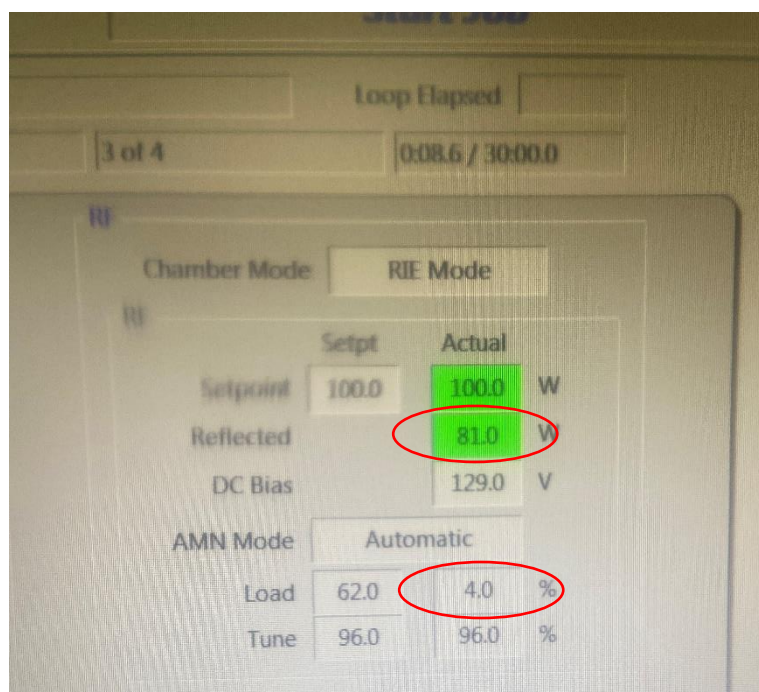 Start Job
Loop Elapsed
3 of 4 0:08.6 / 30:00.0
RF
Chamber Mode RIE Mode
RF
Setpt Actual
Setpoint 100.0 100.0 W
Reflected 81.0 W
DC Bias 129.0 V
AMN Mode Automatic
Load 62.0 4.0 %
Tune 96.0 96.0 %